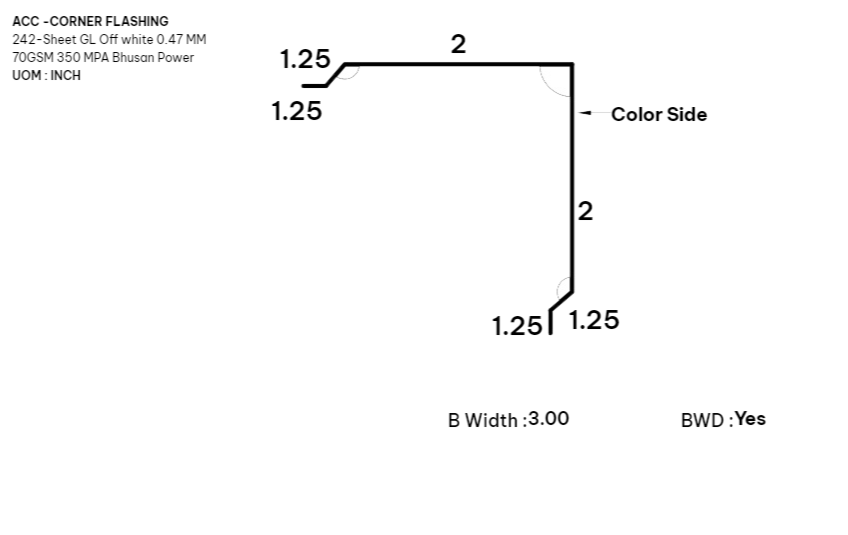 ACC -CORNER FLASHING
242-Sheet GL Off white 0.47 MM
70GSM 350 MPA Bhusan Power
UOM : INCH
2
1.25
1.25
Color Side
2
1.25
1.25
B Width :3.00
BWD :Yes